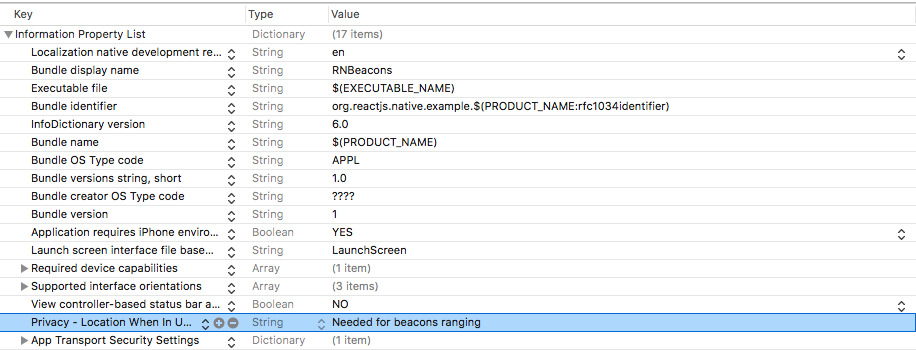 Key Type Value
Information Property List Dictionary (17 items)
Localization native development re... String en
Bundle display name String RNBeacons
Executable file String $(EXECUTABLE_NAME)
Bundle identifier String org.reactjs.native.example.$(PRODUCT_NAME:rfc1034identifier)
InfoDictionary version String 6.0
Bundle name String $(PRODUCT_NAME)
Bundle OS Type code String APPL
Bundle versions string, short String 1.0
Bundle creator OS Type code String ????
Bundle version String 1
Application requires iPhone enviro... Boolean YES
Launch screen interface file base... String LaunchScreen
Required device capabilities Array (1 item)
Supported interface orientations Array (3 items)
View controller-based status bar a... Boolean NO
Privacy - Location When In U... String Needed for beacons ranging
App Transport Security Settings Dictionary (1 item)